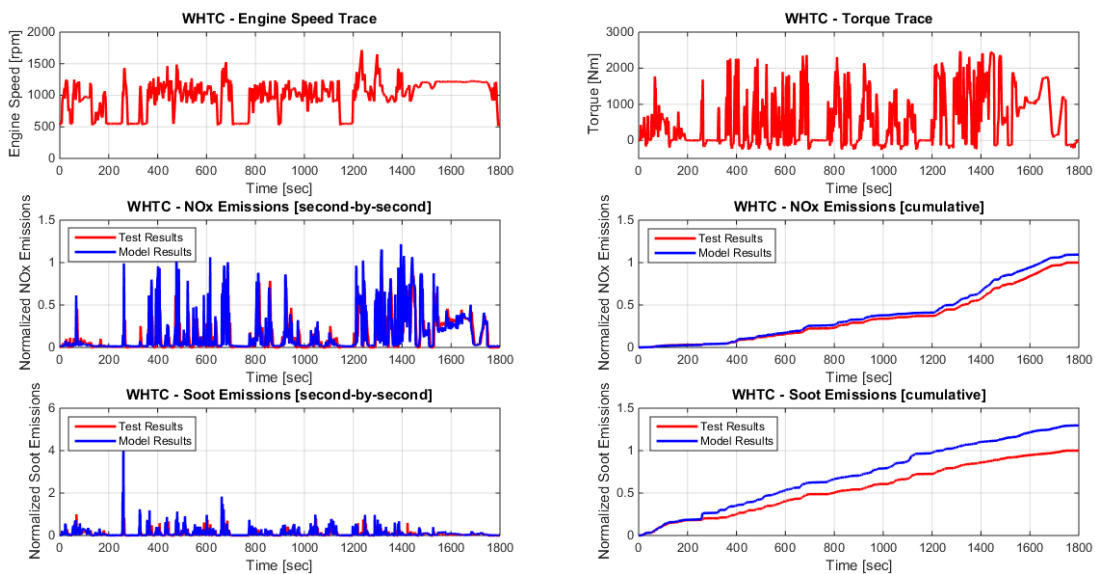 WHTC - Engine Speed Trace
Engine Speed [rpm]
2000
1500
1000
500
0
0 200 400 600 800 1000 1200 1400 1600 1800
Time [sec]
WHTC - Torque Trace
Torque [Nm]
3000
2000
1000
0
0 200 400 600 800 1000 1200 1400 1600 1800
Time [sec]
WHTC - NOx Emissions [second-by-second]
Normalized NOx Emissions
1.5
1
0.5
0
Test Results
Model Results
0 200 400 600 800 1000 1200 1400 1600 1800
Time [sec]
WHTC - NOx Emissions [cumulative]
Normalized NOx Emissions
1.5
1
0.5
0
Test Results
Model Results
0 200 400 600 800 1000 1200 1400 1600 1800
Time [sec]
WHTC - Soot Emissions [second-by-second]
Normalized Soot Emissions
6
4
2
0
Test Results
Model Results
0 200 400 600 800 1000 1200 1400 1600 1800
Time [sec]
WHTC - Soot Emissions [cumulative]
Normalized Soot Emissions
1.5
1
0.5
0
Test Results
Model Results
0 200 400 600 800 1000 1200 1400 1600 1800
Time [sec]